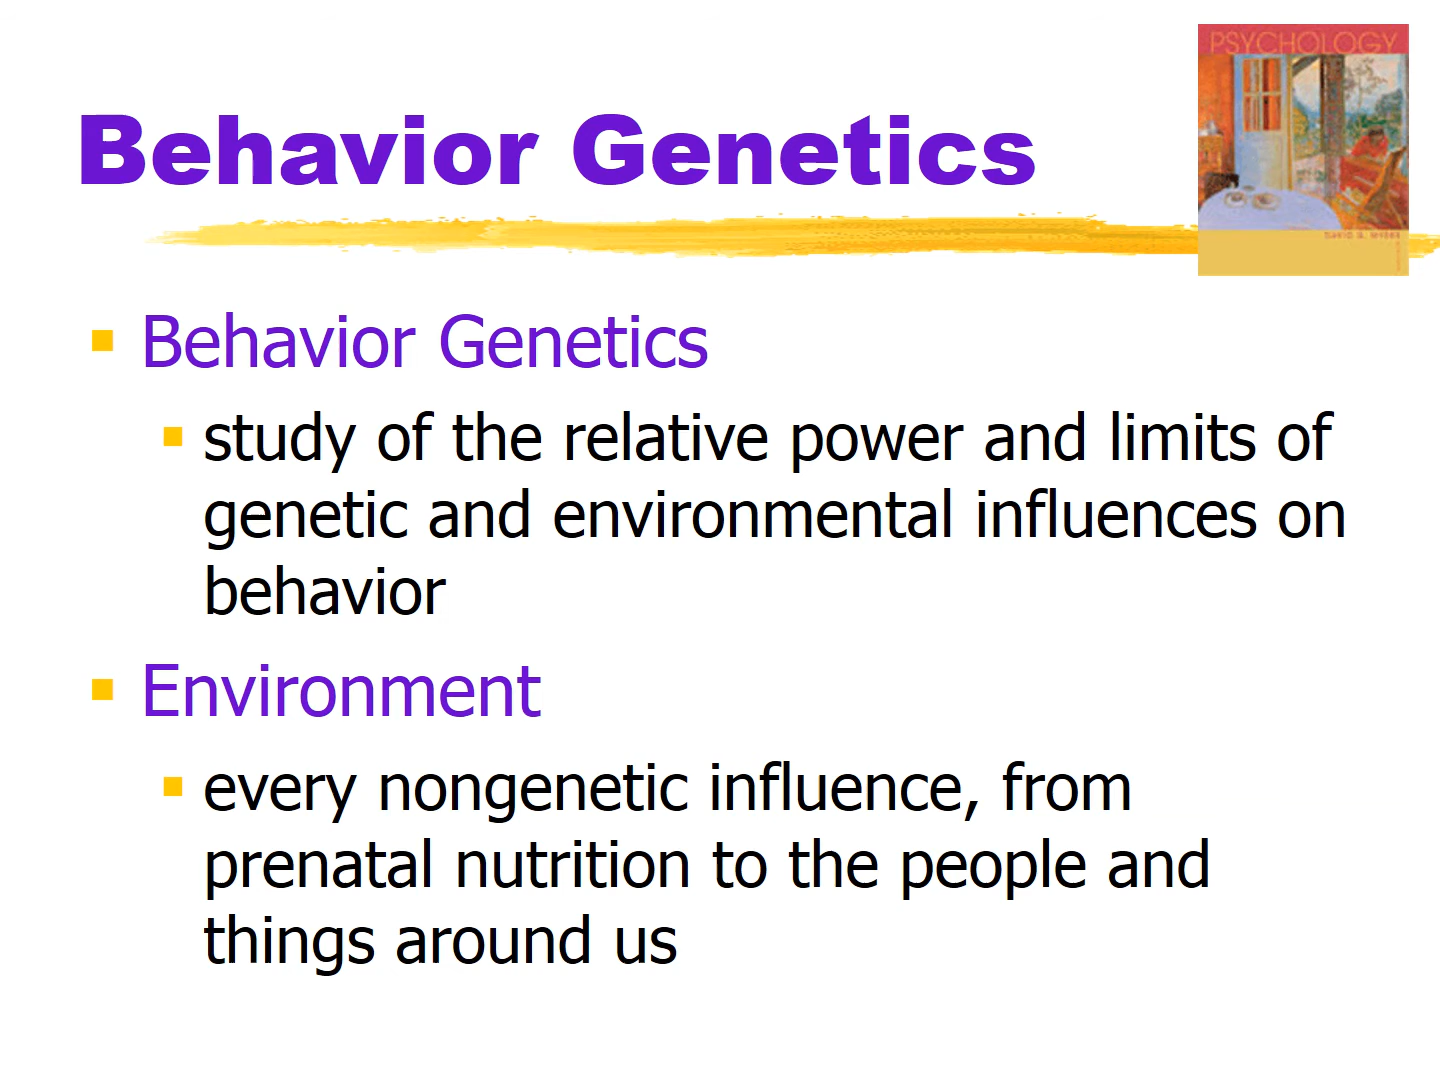 PSYCHOLOGY
Behavior Genetics
Behavior Genetics
study of the relative power and limits of
genetic and environmental influences on
behavior
Environment
every nongenetic influence, from
prenatal nutrition to the people and
things around us